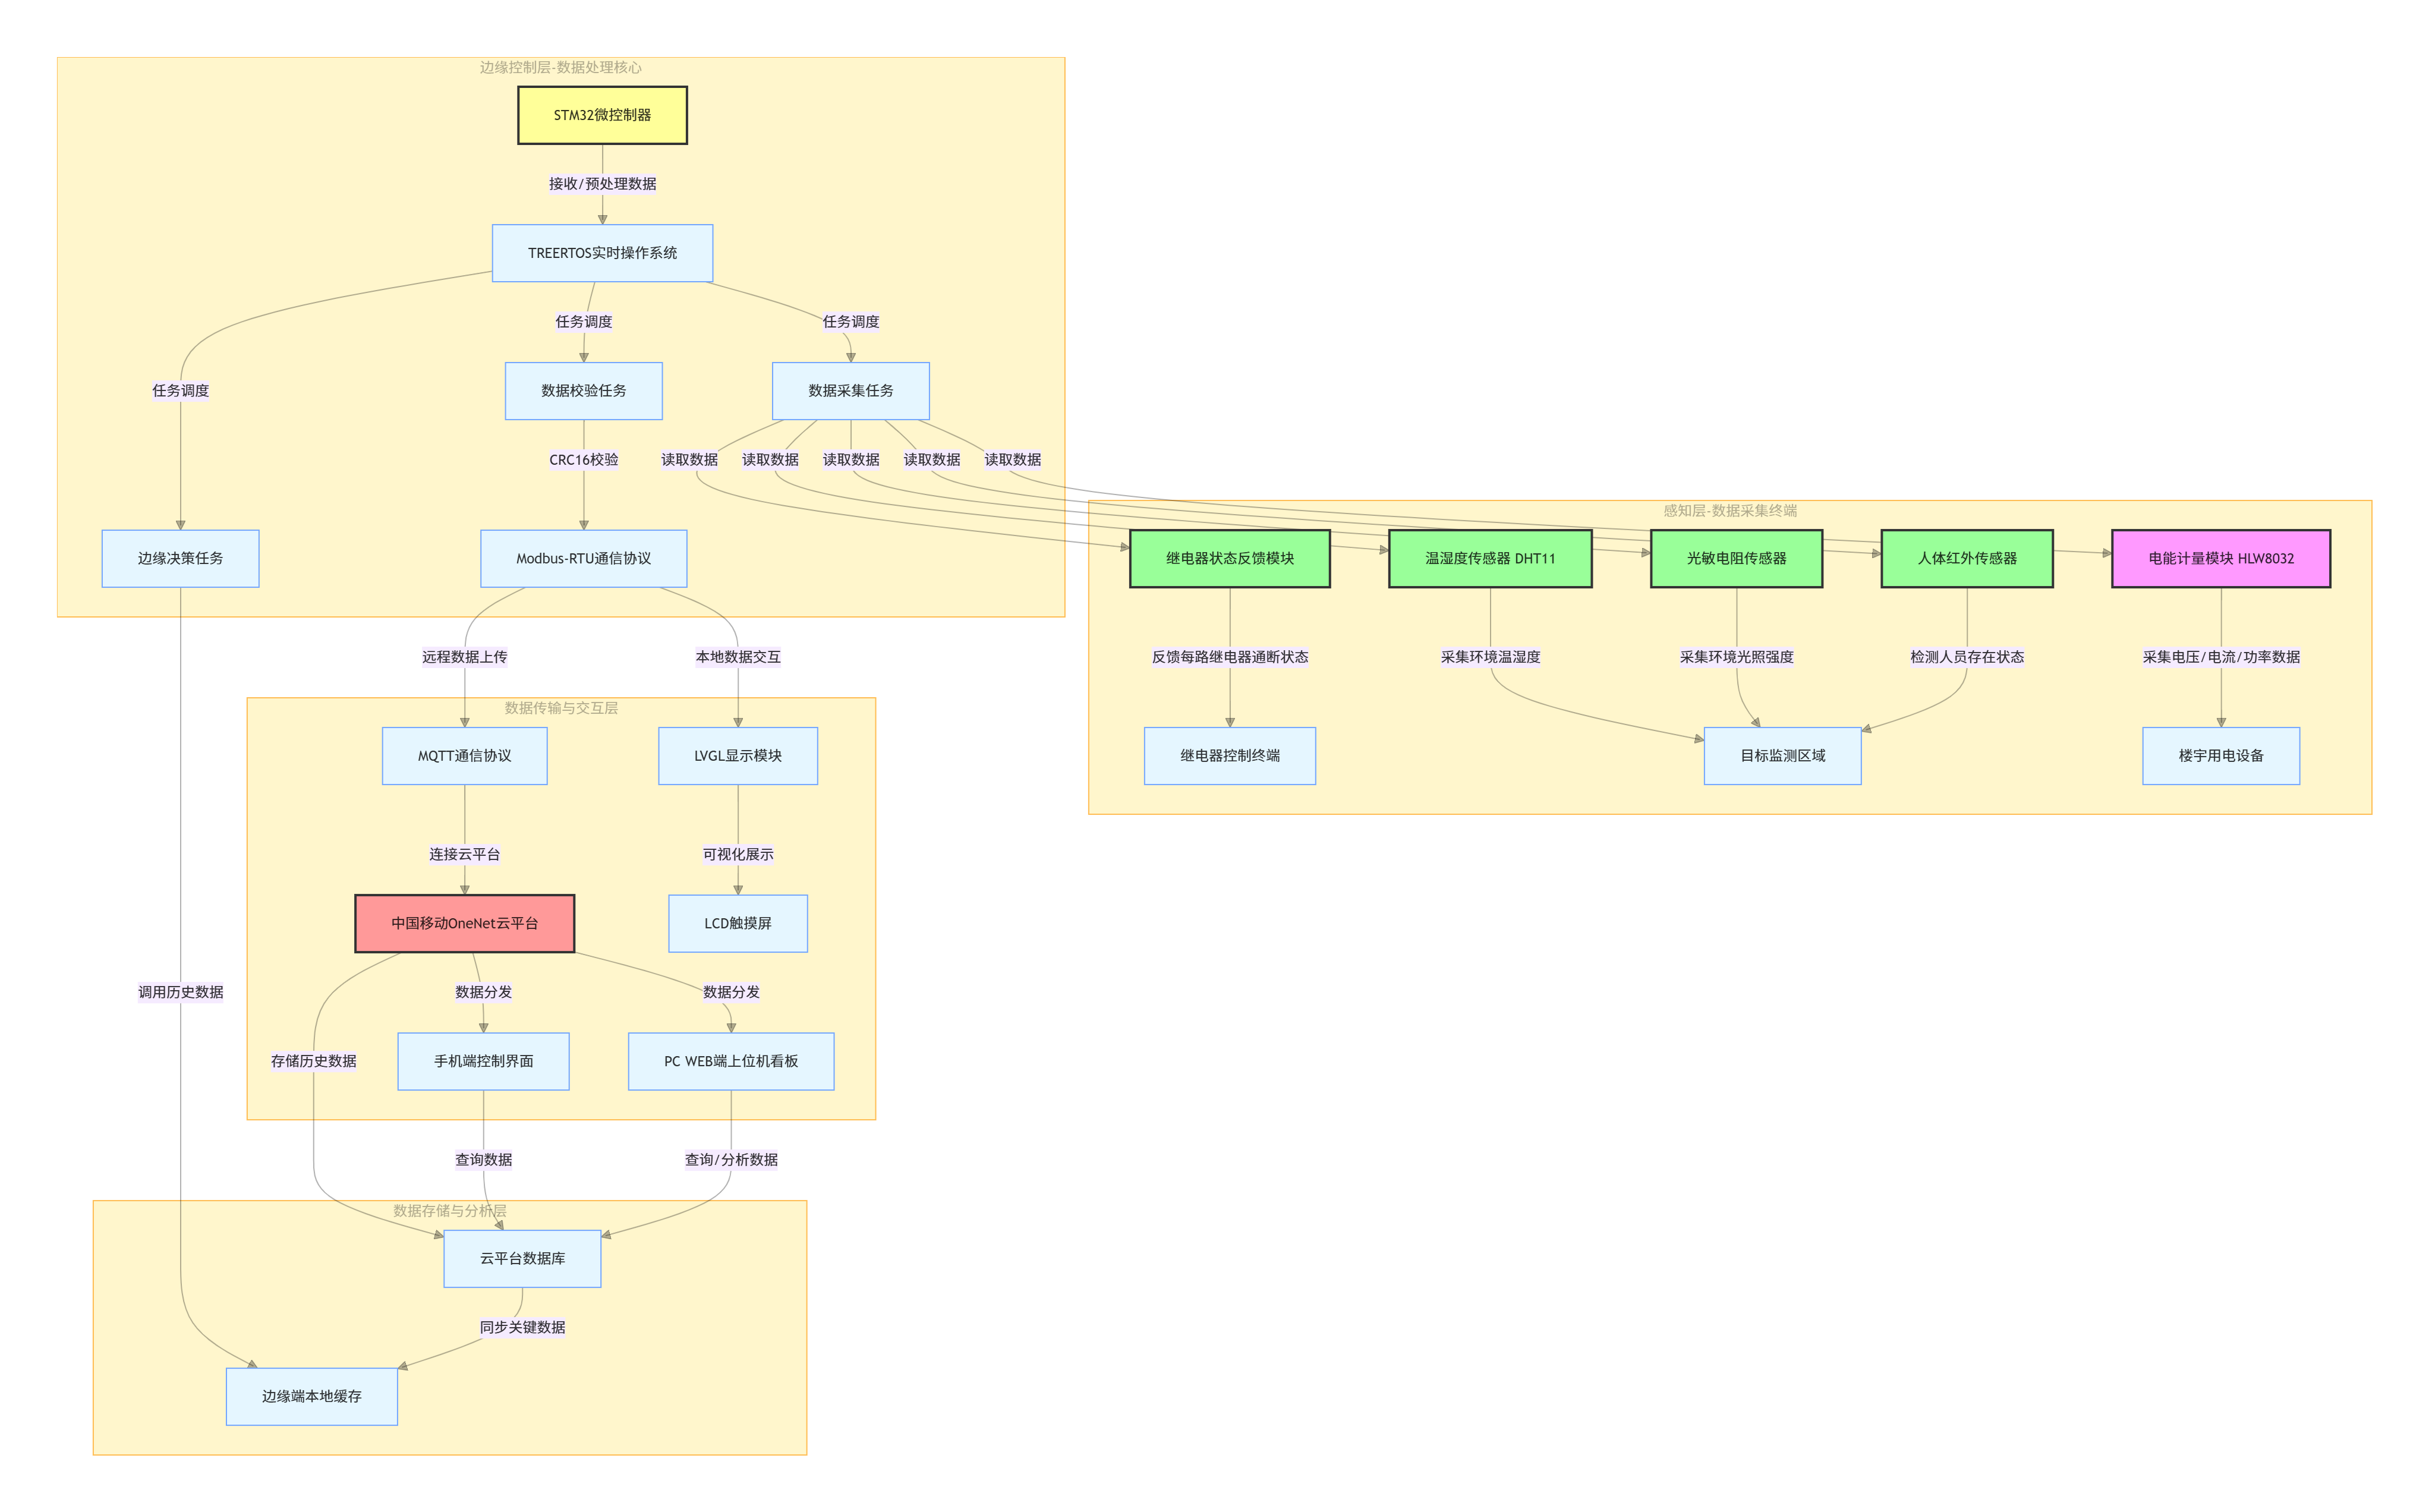 边缘控制层-数据处理核心
STM32微控制器
接收/预处理数据
TREERTOS实时操作系统
任务调度
任务调度
任务调度
数据校验任务
数据采集任务
CRC16校验
读取数据
读取数据
读取数据
读取数据
读取数据
边缘决策任务
Modbus-RTU通信协议
感知层-数据采集终端
继电器状态反馈模块
温湿度传感器 DHT11
光敏电阻传感器
人体红外传感器
电能计量模块 HLW8032
反馈每路继电器通断状态
采集环境温湿度
采集环境光照强度
检测人员存在状态
采集电压/电流/功率数据
继电器控制终端
目标监测区域
楼宇用电设备
远程数据上传
本地数据交互
数据传输与交互层
MQTT通信协议
LVGL显示模块
连接云平台
可视化展示
中国移动OneNet云平台
LCD触摸屏
调用历史数据
数据分发
数据分发
存储历史数据
手机端控制界面
PC WEB端上位机看板
查询数据
查询/分析数据
数据存储与分析层
云平台数据库
同步关键数据
边缘端本地缓存